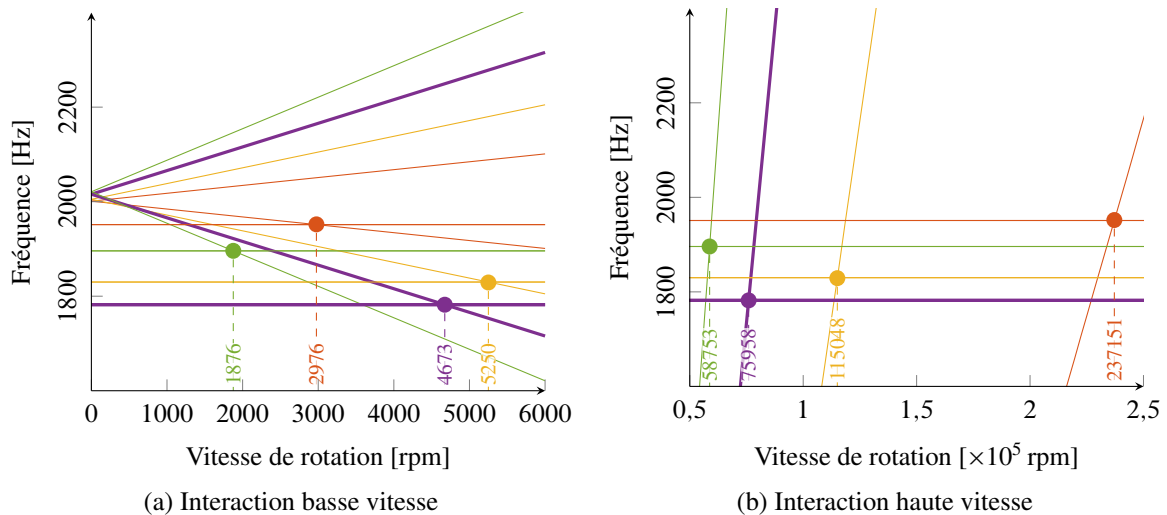 Fréquence [Hz]
2200
2000
1800
1876
2976
4673
5250
0 1000 2000 3000 4000 5000 6000
Vitesse de rotation [rpm]
(a) Interaction basse vitesse
Fréquence [Hz]
2200
2000
1800
58753
75958
115048
237151
0,5 1 1,5 2 2,5
Vitesse de rotation [×10⁵ rpm]
(b) Interaction haute vitesse